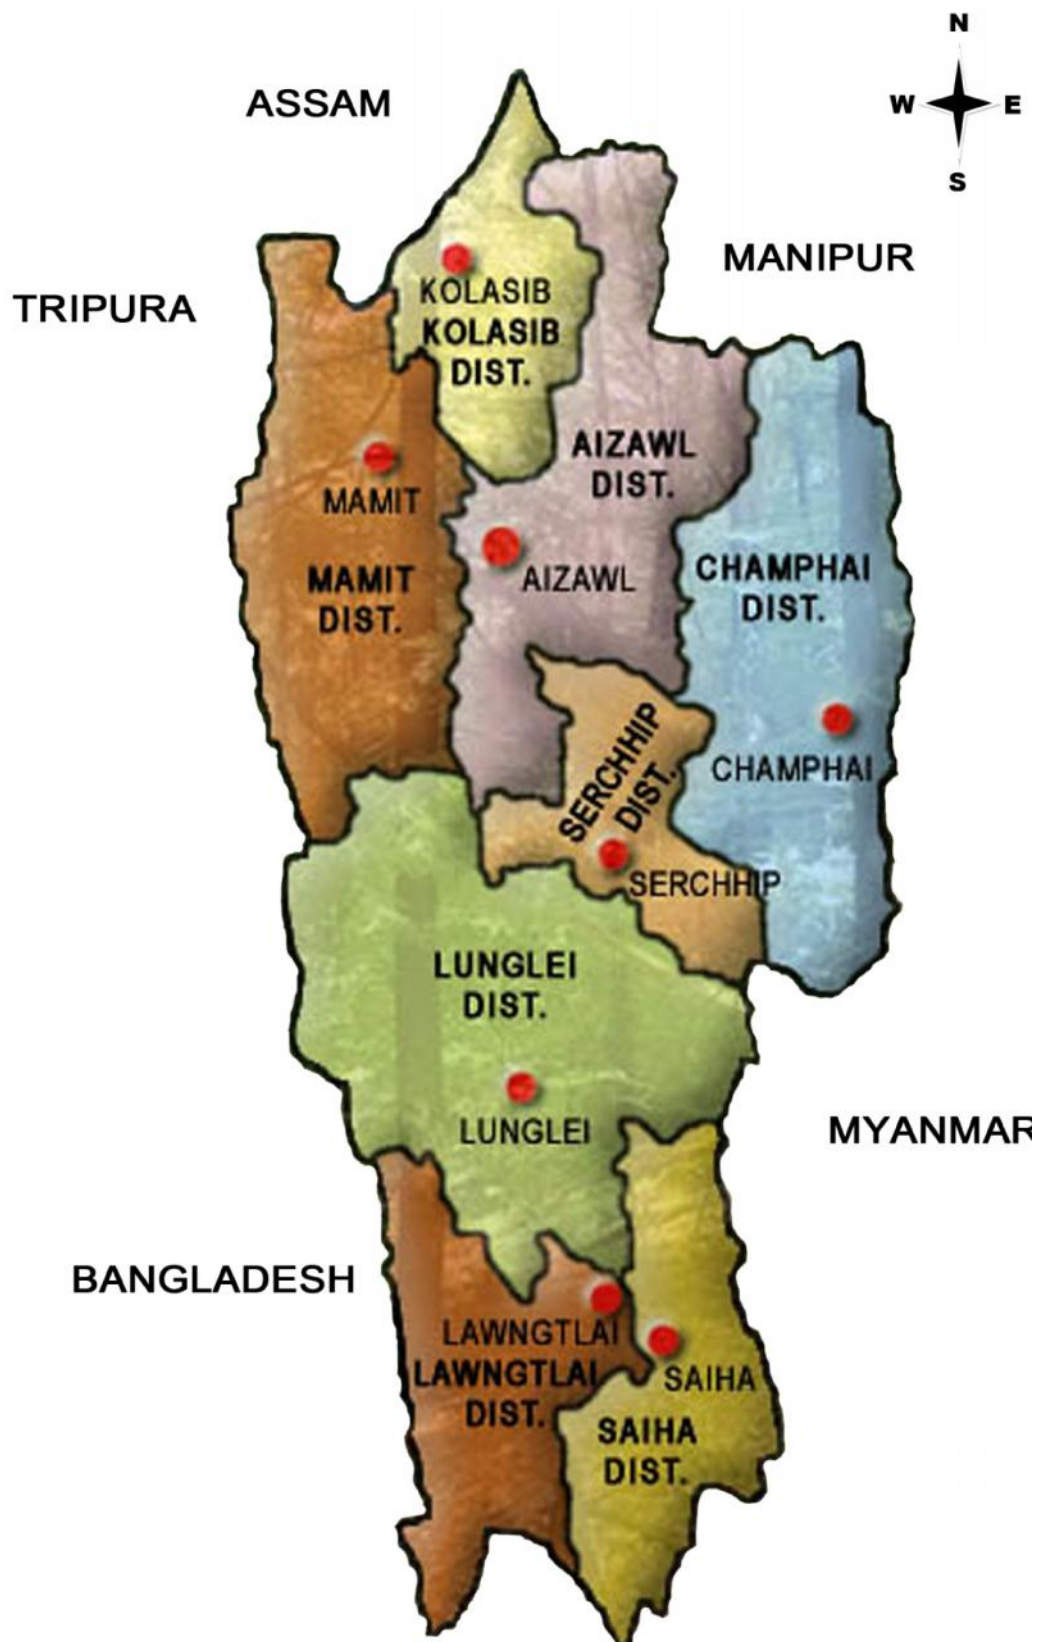 N
ASSAM
W E
S
MANIPUR
TRIPURA
KOLASIB
KOLASIB
DIST.
AIZAWL
DIST.
MAMIT
AIZAWL
MAMIT
DIST.
CHAMPHAI
DIST.
SERCHHIP
DIST.
CHAMPHAI
SERCHHIP
LUNGLEI
DIST.
LUNGLEI
MYANMAR
BANGLADESH
LAWNGTLAI
LAWNGTLAI
DIST.
SAIHA
SAIHA
DIST.